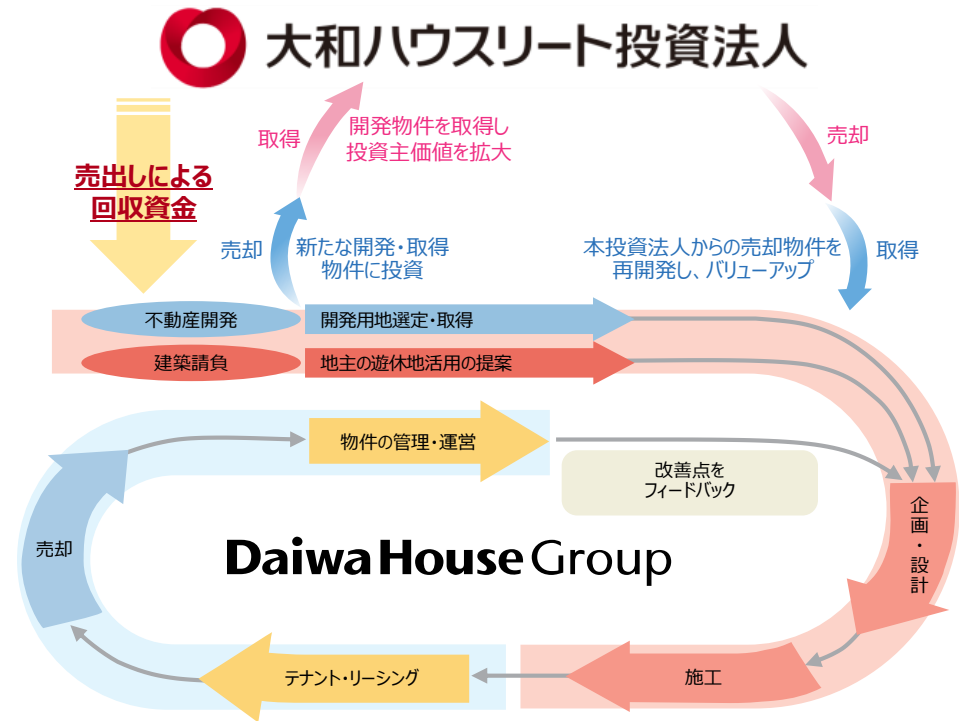 大和ハウスリート投資法人
取得
開発物件を取得し
投資主価値を拡大
売却
売出しによる
回収資金
売却
新たな開発・取得
物件に投資
本投資法人からの売却物件を
再開発し、バリューアップ
取得
不動産開発
開発用地選定・取得
建築請負
地主の遊休地活用の提案
物件の管理・運営
改善点を
フィードバック
企画・設計
売却
Daiwa House Group
テナント・リーシング
施工